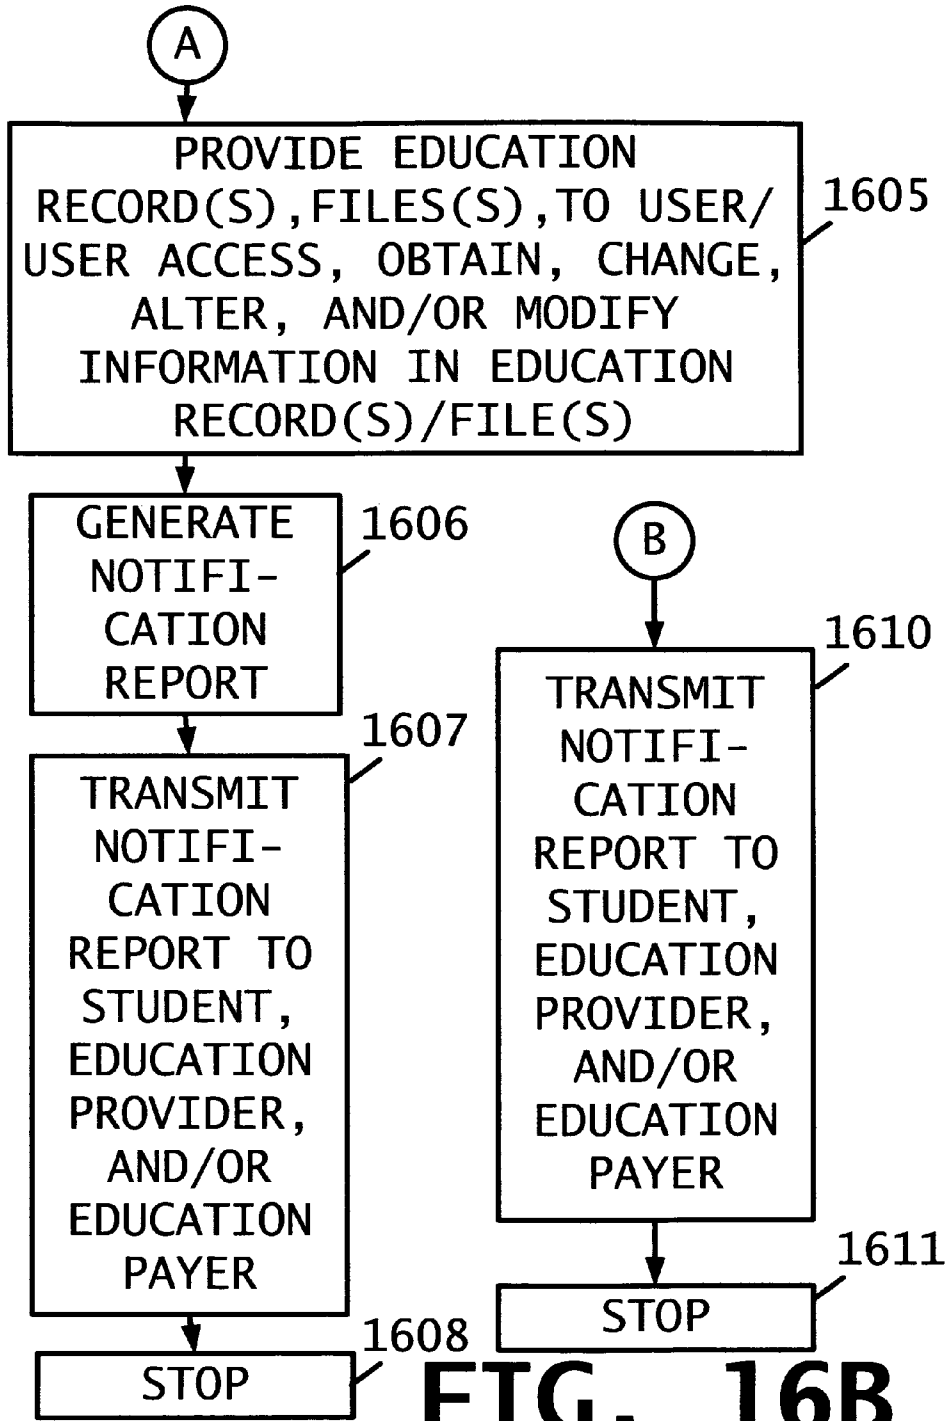 A
PROVIDE EDUCATION
RECORD(S),FILES(S),TO USER/
USER ACCESS, OBTAIN, CHANGE,
ALTER, AND/OR MODIFY
INFORMATION IN EDUCATION
RECORD(S)/FILE(S)
1605
GENERATE
NOTIFI-
CATION
REPORT
1606
TRANSMIT
NOTIFI-
CATION
REPORT TO
STUDENT,
EDUCATION
PROVIDER,
AND/OR
EDUCATION
PAYER
1607
STOP
1608
B
TRANSMIT
NOTIFI-
CATION
REPORT TO
STUDENT,
EDUCATION
PROVIDER,
AND/OR
EDUCATION
PAYER
1610
STOP
1611
FIG. 16B